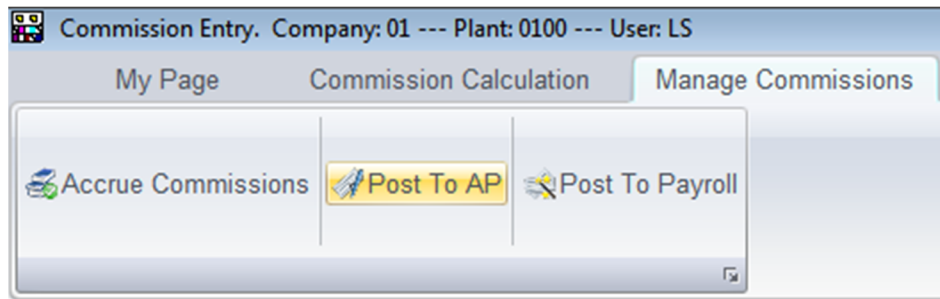 Commission Entry. Company: 01 --- Plant: 0100 --- User: LS
My Page Commission Calculation Manage Commissions
Accrue Commissions Post To AP Post To Payroll